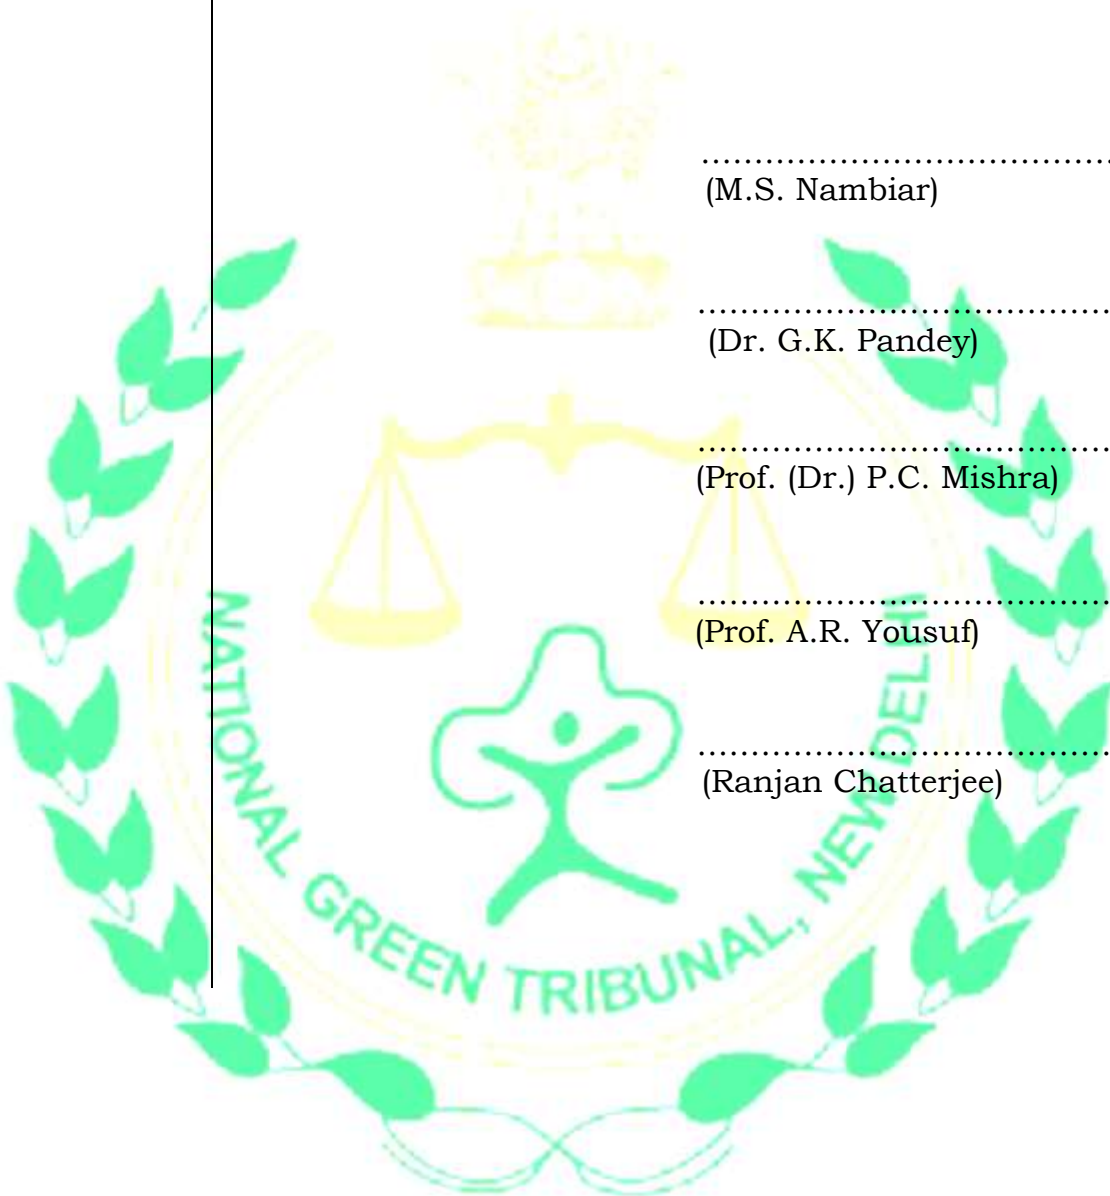 ……………………………………
(M.S. Nambiar)
……………………………………
(Dr. G.K. Pandey)
……………………………………
(Prof. (Dr.) P.C. Mishra)
……………………………………
(Prof. A.R. Yousuf)
……………………………………
(Ranjan Chatterjee)
NATIONAL GREEN TRIBUNAL, NEW DELHI